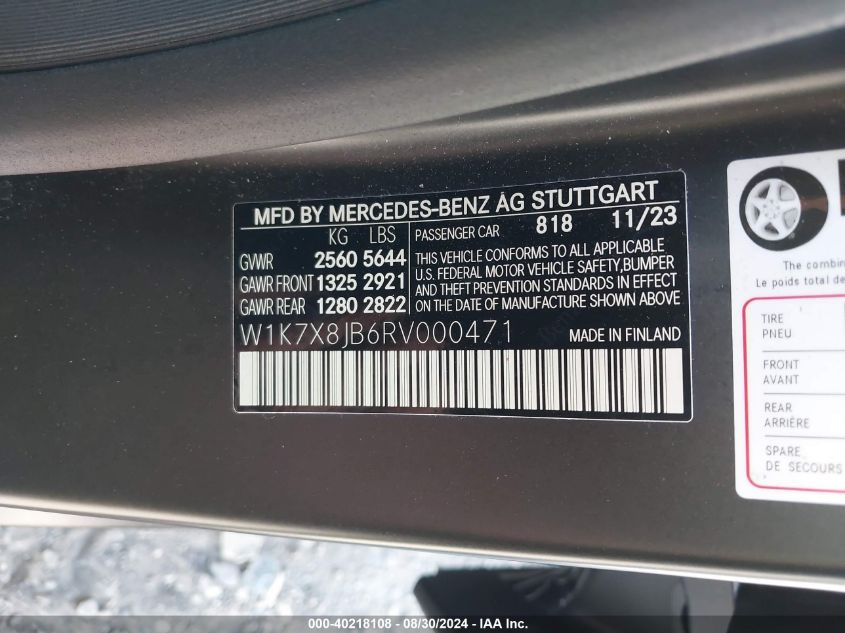 MFD BY MERCEDES-BENZ AG STUTTGART
KG LBS
GVWR 2560 5644
GAWR FRONT 1325 2921
GAWR REAR 1280 2822
PASSENGER CAR 818 11/23
THIS VEHICLE CONFORMS TO ALL APPLICABLE
U.S. FEDERAL MOTOR VEHICLE SAFETY,BUMPER
AND THEFT PREVENTION STANDARDS IN EFFECT
ON THE DATE OF MANUFACTURE SHOWN ABOVE
W1K7X8JB6RV000471
MADE IN FINLAND
The combin
Le poids total de
TIRE
PNEU
FRONT
AVANT
REAR
ARRIÈRE
SPARE
DE SECOURS
000-40218108 - 08/30/2024 - IAA Inc.